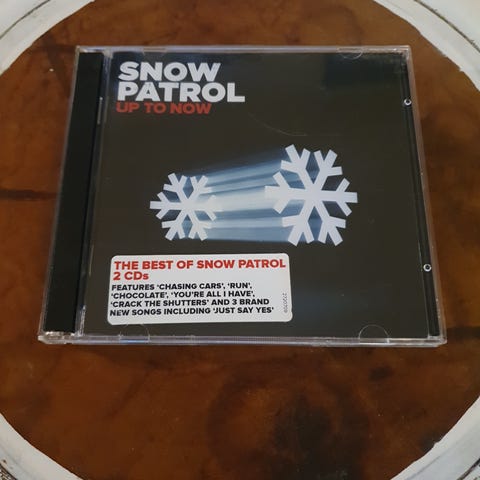 SNOW
PATROL
UP TO NOW
THE BEST OF SNOW PATROL
2 CDs
FEATURES ‘CHASING CARS’, ‘RUN’,
‘CHOCOLATE’, ‘YOU’RE ALL I HAVE’,
‘CRACK THE SHUTTERS’ AND 3 BRAND
NEW SONGS INCLUDING ‘JUST SAY YES’